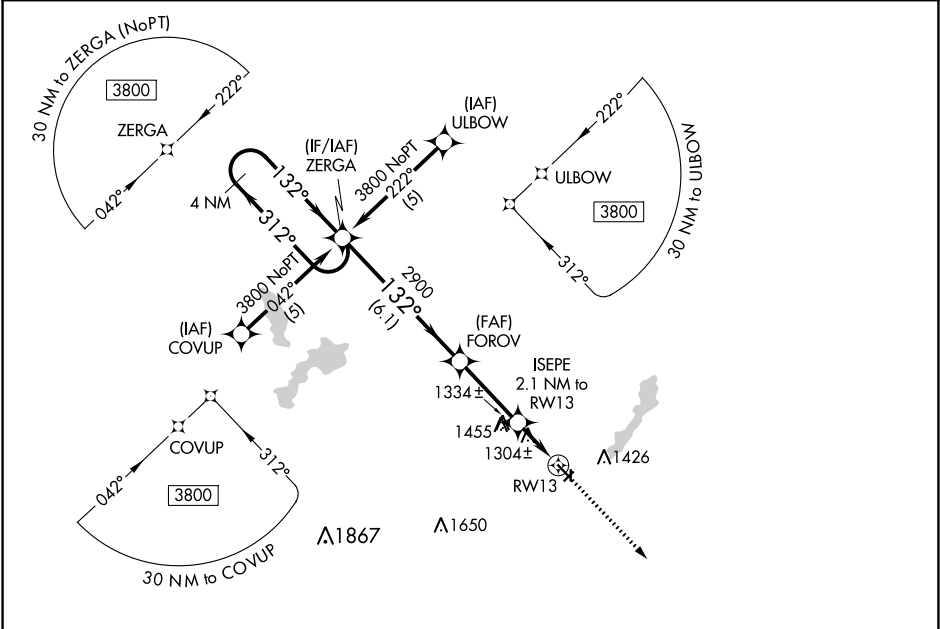 30 NM to ZERGA (NoPT)
3800
222°
ZERGA
042°
(IAF)
ULBOW
(IF/IAF)
ZERGA
3800 NoPT
222°
(5)
132°
4 NM
312°
3800 NoPT
042°
(5)
(IAF)
COVUP
2900
132°
(6.1)
(FAF)
FOROV
ISEPE
2.1 NM to
RW13
1334±
1455
1304±
RW13
1426
1867
1650
222°
ULBOW
3800
312°
30 NM to ULBOW
COVUP
042°
312°
3800
30 NM to COVUP